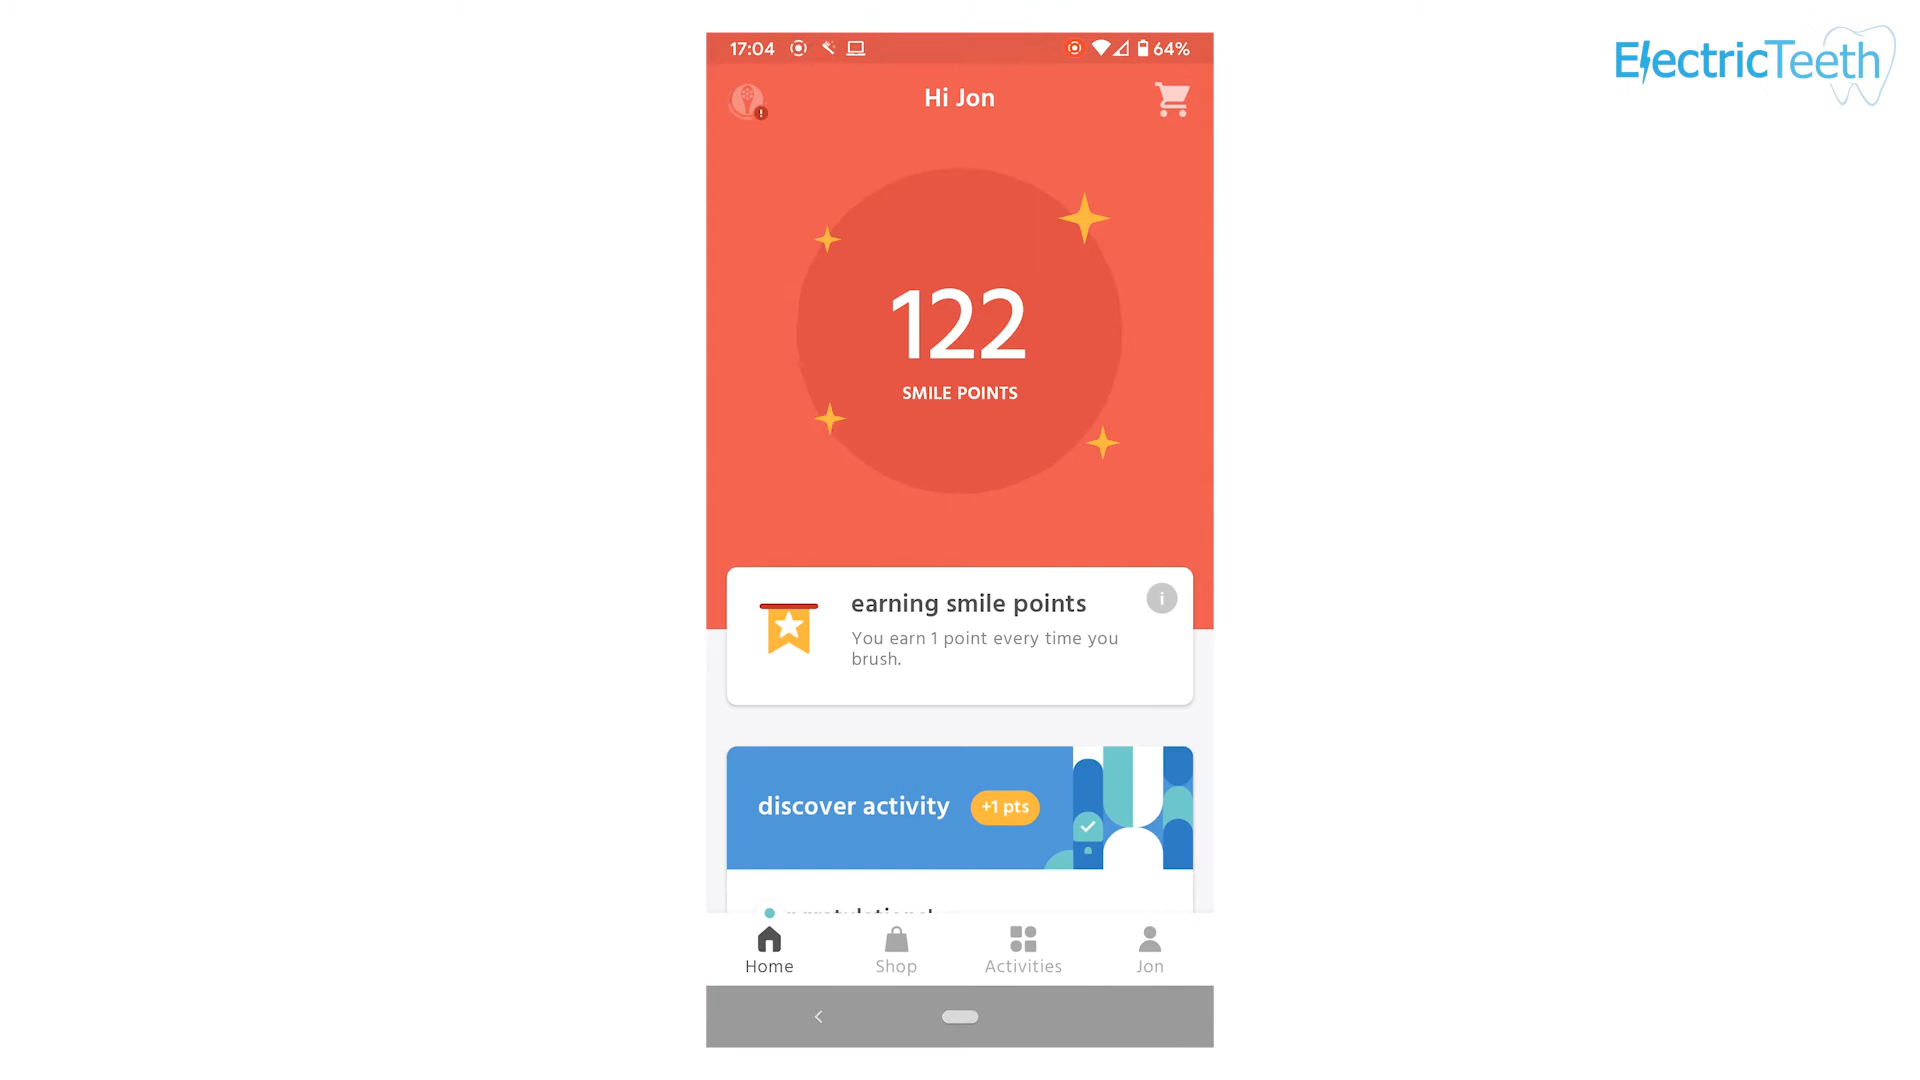 17:04
64%
ElectricTeeth
Hi Jon
122
SMILE POINTS
earning smile points
i
You earn 1 point every time you
brush.
discover activity
+1 pts
Home
Shop
Activities
Jon